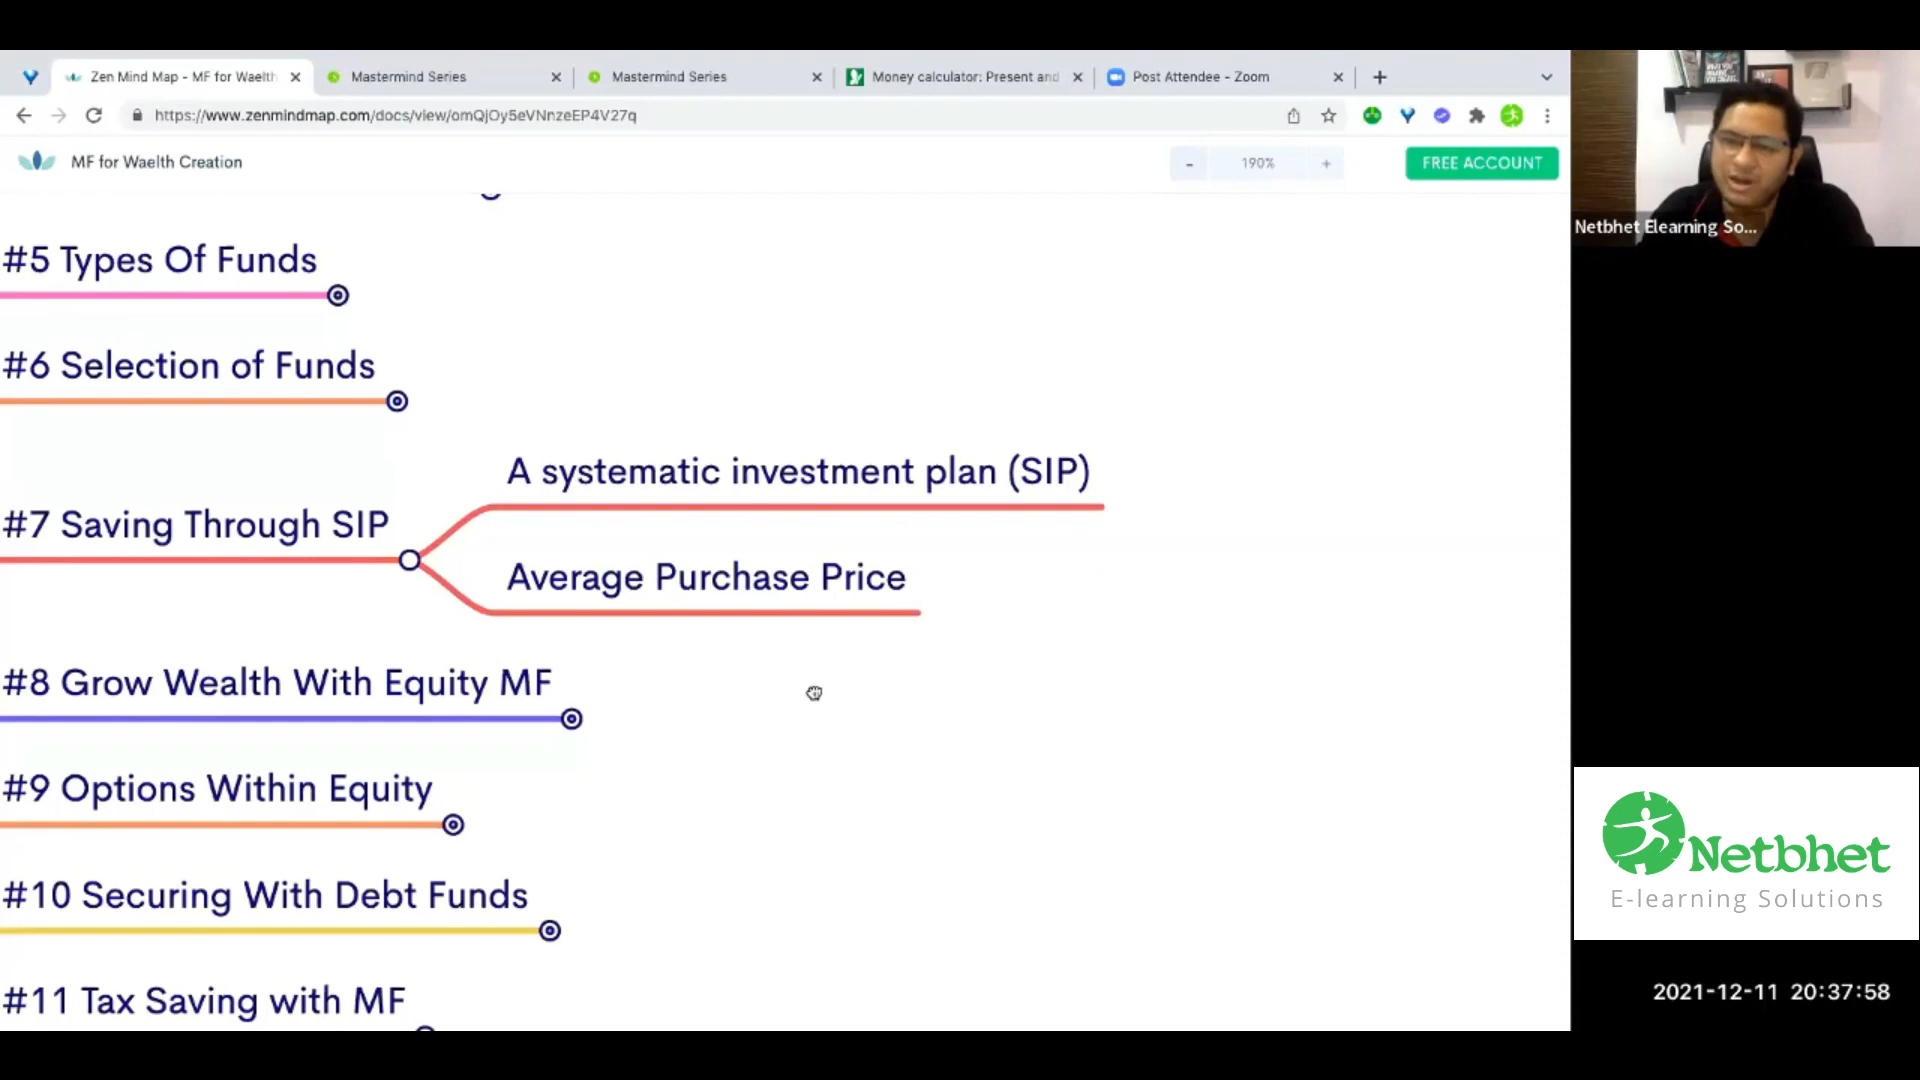 Zen Mind Map - MF for Waelth
Mastermind Series
Mastermind Series
Money calculator: Present and
Post Attendee - Zoom
https://www.zenmindmap.com/docs/view/omQjOy5eVNnzeEP4V27q
MF for Waelth Creation
- 190% +
FREE ACCOUNT
Netbhet Elearning So...
#5 Types Of Funds
#6 Selection of Funds
A systematic investment plan (SIP)
#7 Saving Through SIP
Average Purchase Price
#8 Grow Wealth With Equity MF
#9 Options Within Equity
#10 Securing With Debt Funds
#11 Tax Saving with MF
Netbhet
E-learning Solutions
2021-12-11 20:37:58